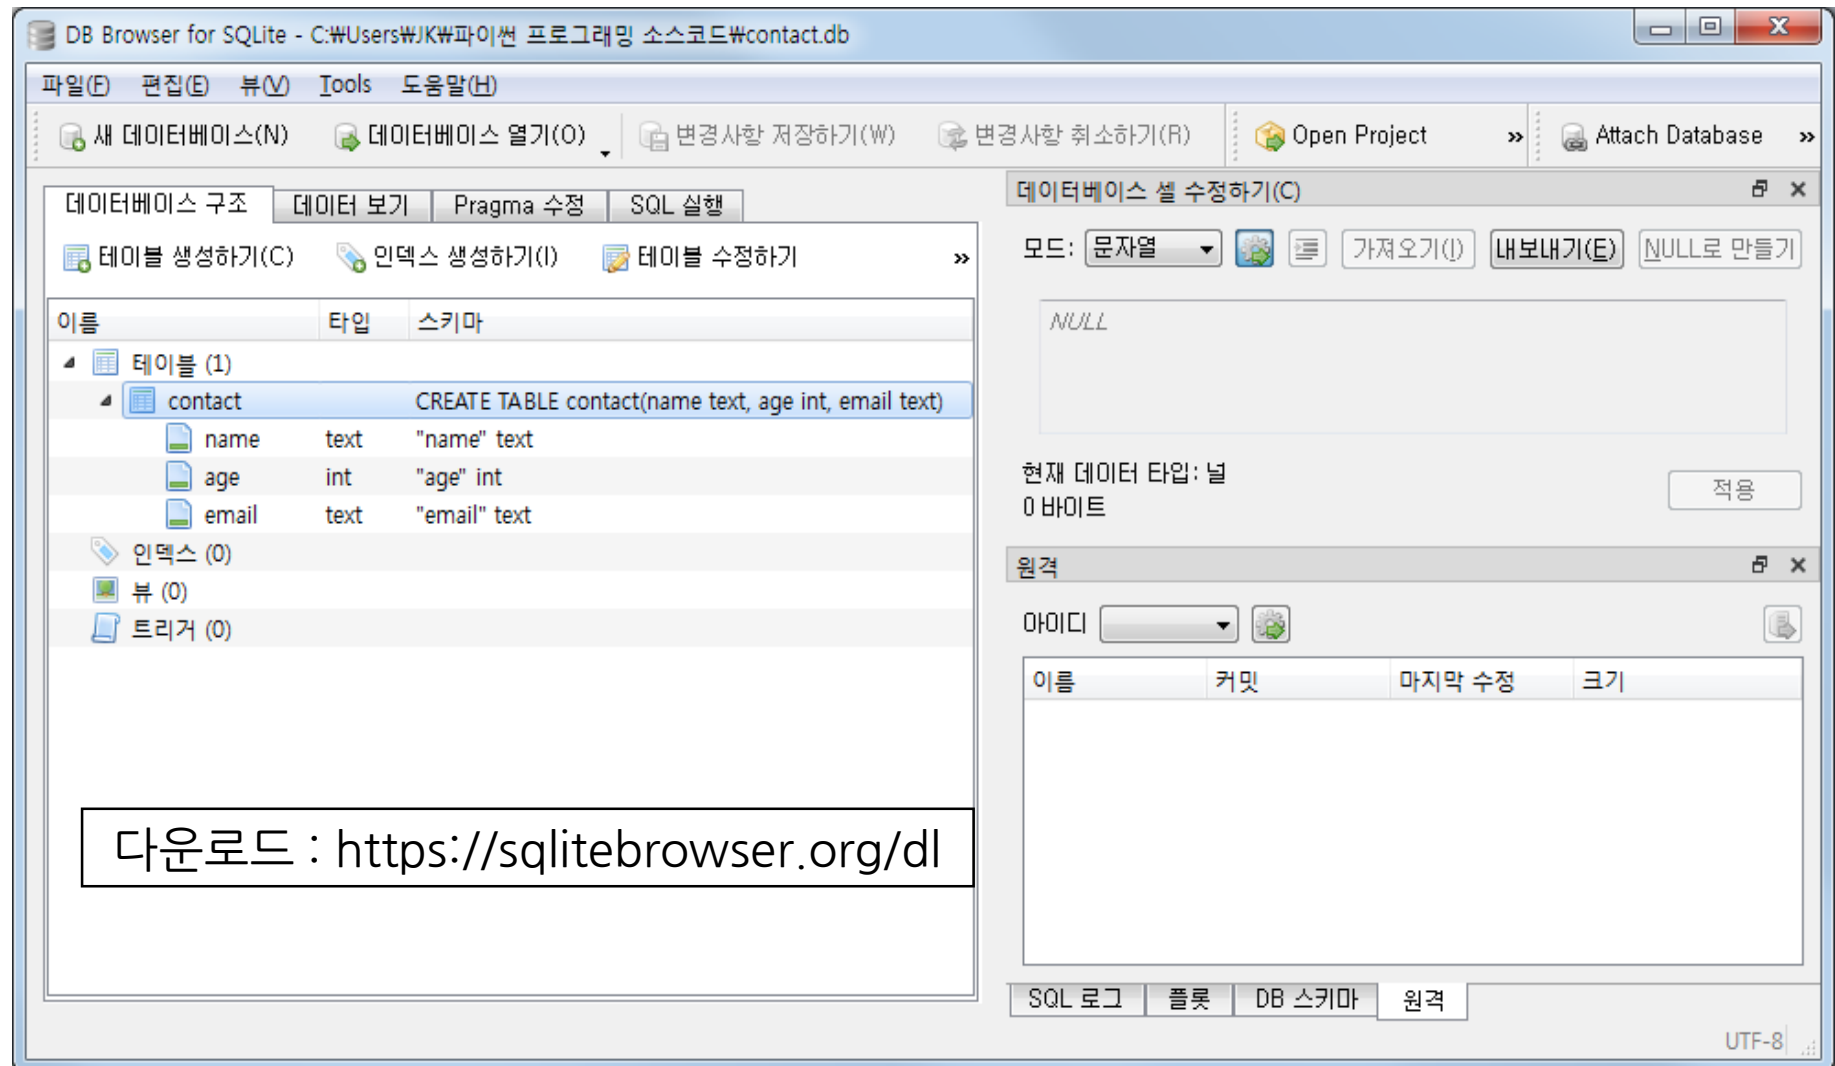 DB Browser for SQLite - C:₩Users₩JK₩파이썬 프로그래밍 소스코드₩contact.db
파일(F) 편집(E) 뷰(V) Tools 도움말(H)
새 데이터베이스(N) 데이터베이스 열기(O) 변경사항 저장하기(W) 변경사항 취소하기(R) Open Project » Attach Database »
데이터베이스 구조 데이터 보기 Pragma 수정 SQL 실행
테이블 생성하기(C) 인덱스 생성하기(I) 테이블 수정하기 »
이름 타입 스키마
테이블 (1)
contact CREATE TABLE contact(name text, age int, email text)
name text "name" text
age int "age" int
email text "email" text
인덱스 (0)
뷰 (0)
트리거 (0)
다운로드 : https://sqlitebrowser.org/dl
데이터베이스 셀 수정하기(C)
모드: 문자열 가져오기(I) 내보내기(E) NULL로 만들기
NULL
현재 데이터 타입: 널
0 바이트
적용
원격
아이디
이름 커밋 마지막 수정 크기
SQL 로그 플롯 DB 스키마 원격
UTF-8